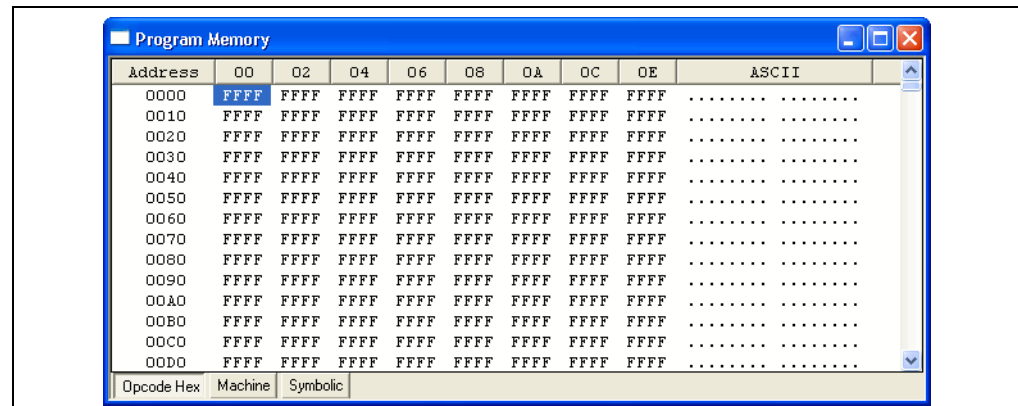 Program Memory
Address 00 02 04 06 08 0A 0C 0E ASCII
0000 FFFF FFFF FFFF FFFF FFFF FFFF FFFF FFFF ........ ........
0010 FFFF FFFF FFFF FFFF FFFF FFFF FFFF FFFF ........ ........
0020 FFFF FFFF FFFF FFFF FFFF FFFF FFFF FFFF ........ ........
0030 FFFF FFFF FFFF FFFF FFFF FFFF FFFF FFFF ........ ........
0040 FFFF FFFF FFFF FFFF FFFF FFFF FFFF FFFF ........ ........
0050 FFFF FFFF FFFF FFFF FFFF FFFF FFFF FFFF ........ ........
0060 FFFF FFFF FFFF FFFF FFFF FFFF FFFF FFFF ........ ........
0070 FFFF FFFF FFFF FFFF FFFF FFFF FFFF FFFF ........ ........
0080 FFFF FFFF FFFF FFFF FFFF FFFF FFFF FFFF ........ ........
0090 FFFF FFFF FFFF FFFF FFFF FFFF FFFF FFFF ........ ........
00A0 FFFF FFFF FFFF FFFF FFFF FFFF FFFF FFFF ........ ........
00B0 FFFF FFFF FFFF FFFF FFFF FFFF FFFF FFFF ........ ........
00C0 FFFF FFFF FFFF FFFF FFFF FFFF FFFF FFFF ........ ........
00D0 FFFF FFFF FFFF FFFF FFFF FFFF FFFF FFFF ........ ........
Opcode Hex Machine Symbolic